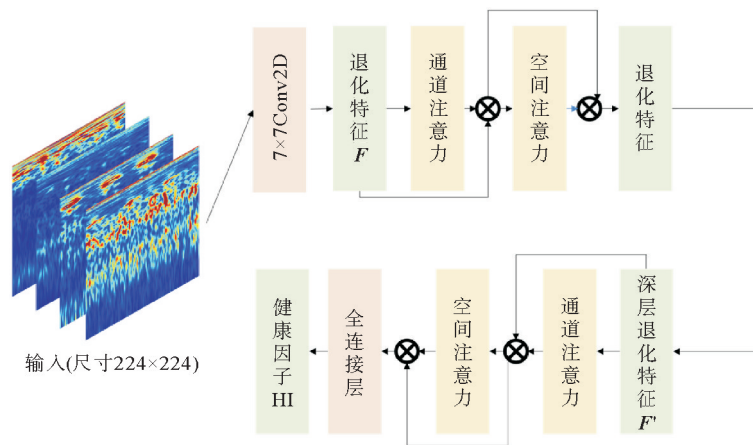 7×7Conv2D
退化特征F
通道注意力
空间注意力
退化特征
深层退化特征F'
通道注意力
空间注意力
全连接层
健康因子HI
输入(尺寸224×224)